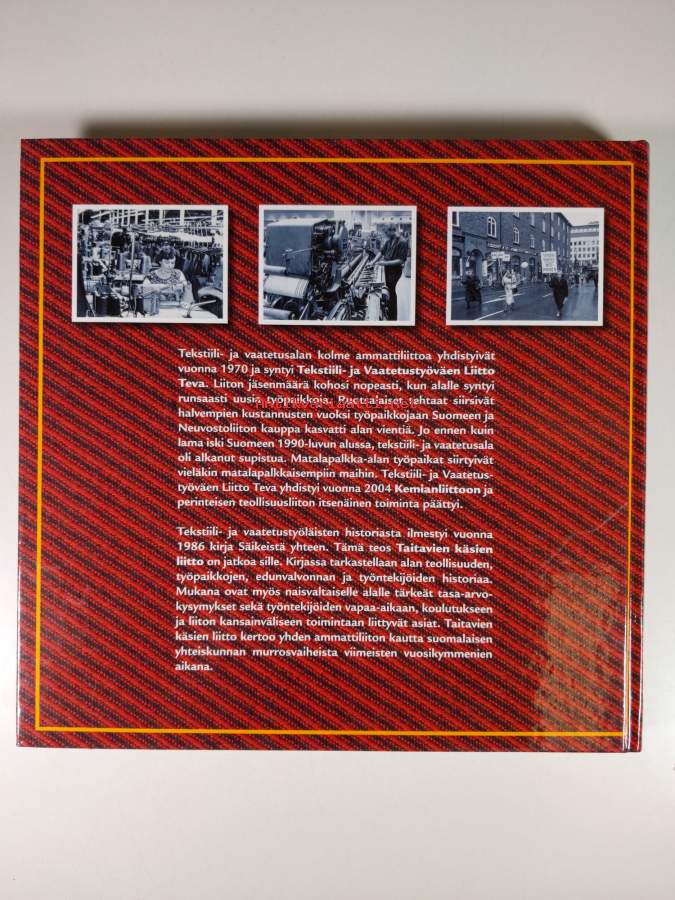 Tekstiili- ja vaatetusalan kolme ammattiliittoa yhdistyivät
vuonna 1970 ja syntyi Tekstiili- ja Vaatetustyöväen Liitto
Teva. Liiton jäsenmäärä kohosi nopeasti, kun alalle syntyi
runsaasti uusia työpaikkoja. Ruotsalaiset tehtaat siirsivät
halvempien kustannusten vuoksi työpaikkojaan Suomeen ja
Neuvostoliiton kauppa kasvatti alan vientiä. Jo ennen kuin
lama iski Suomeen 1990-luvun alussa, tekstiili- ja vaatetusala
oli alkanut supistua. Matalapalkka-alan työpaikat siirtyivät
vieläkin matalapalkkaisempiin maihin. Tekstiili- ja Vaatetus-
työväen Liitto Teva yhdistyi vuonna 2004 Kemianliittoon ja
perinteisen teollisuusliiton itsenäinen toiminta päättyi.
Tekstiili- ja vaatetustyöläisten historiasta ilmestyi vuonna
1986 kirja Säikeistä yhteen. Tämä teos Taitavien käsien
liitto on jatkoa sille. Kirjassa tarkastellaan alan teollisuuden,
työpaikkojen, edunvalvonnan ja työntekijöiden historiaa.
Mukana ovat myös naisvaltaiselle alalle tärkeät tasa-arvo-
kysymykset sekä työntekijöiden vapaa-aikaan, koulutukseen
ja liiton kansainväliseen toimintaan liittyvät asiat. Taitavien
käsien liitto kertoo yhden ammattiliiton kautta suomalaisen
yhteiskunnan murrosvaiheista viimeisten vuosikymmenien
aikana.